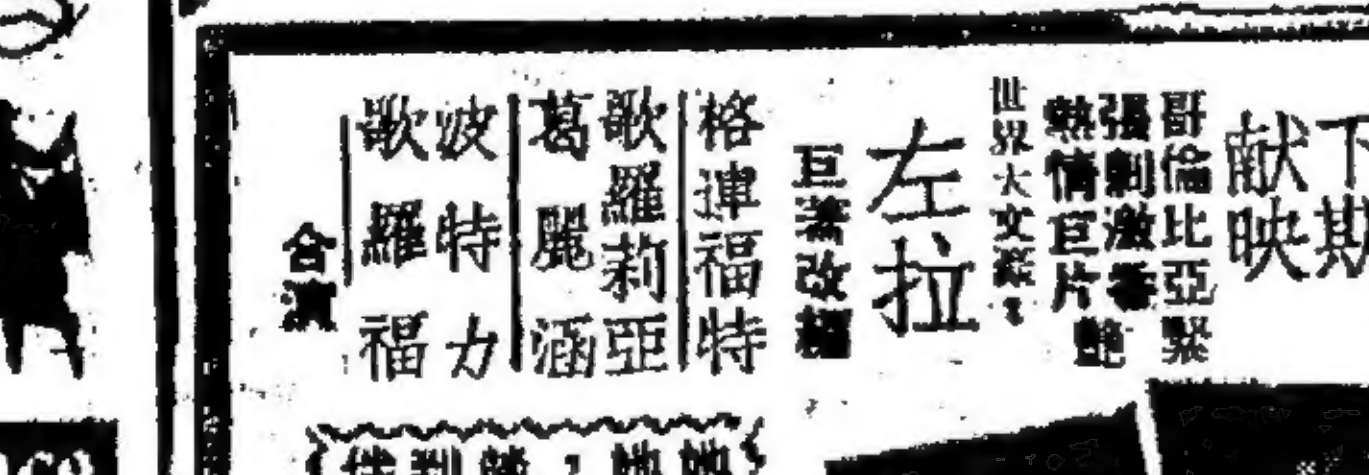 下期
献映
哥倫比亞緊
張刺激香艷
熱情巨片
世界大文豪：
左拉
巨著改編
格連福特
歌羅莉亞
葛麗涵
波特力
歌羅福
合演